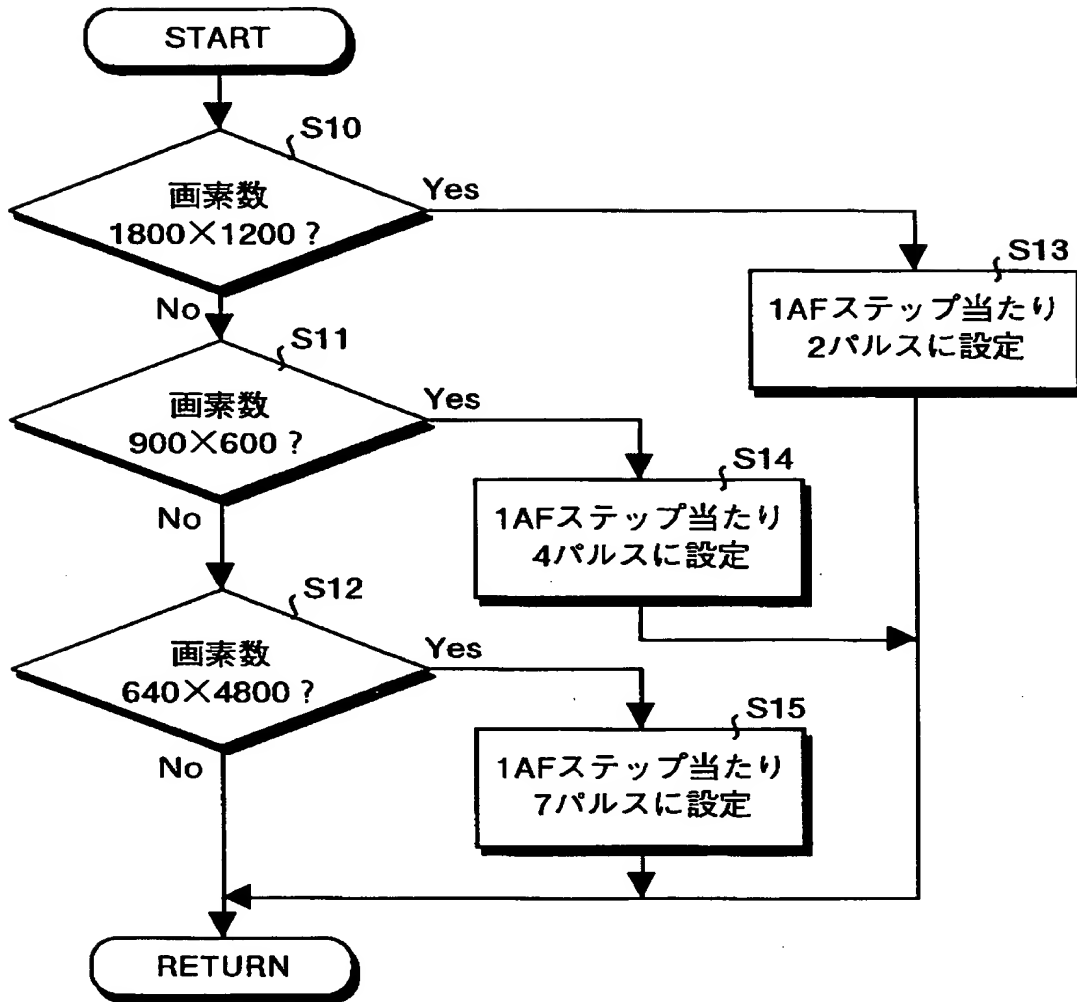 START
S10
画素数
1800×1200 ?
Yes
No
S13
1AFステップ当たり
2パルスに設定
S11
画素数
900×600 ?
Yes
No
S14
1AFステップ当たり
4パルスに設定
S12
画素数
640×4800 ?
Yes
No
S15
1AFステップ当たり
7パルスに設定
RETURN